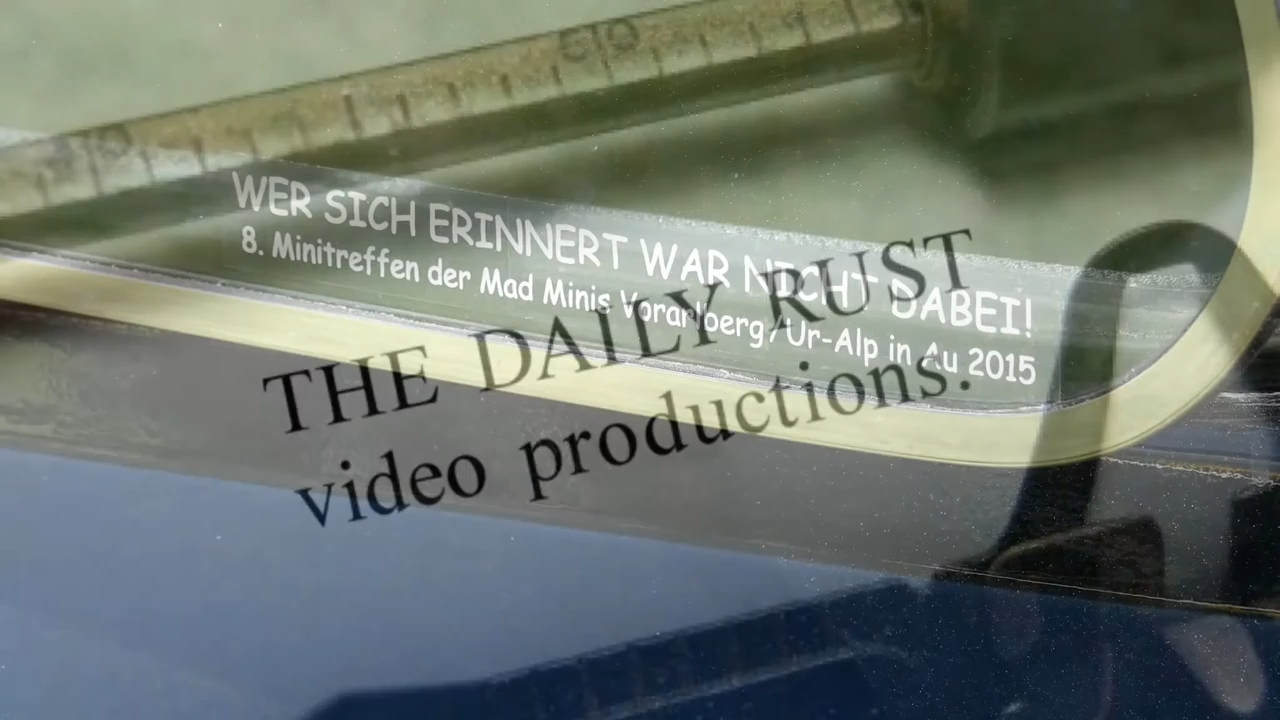 WER SICH ERINNERT WAR NICHT DABEI!
8. Minitreffen der Mad Minis Vorarlberg/Ur-Alp in Au 2015
THE DAILY RUST
video productions.